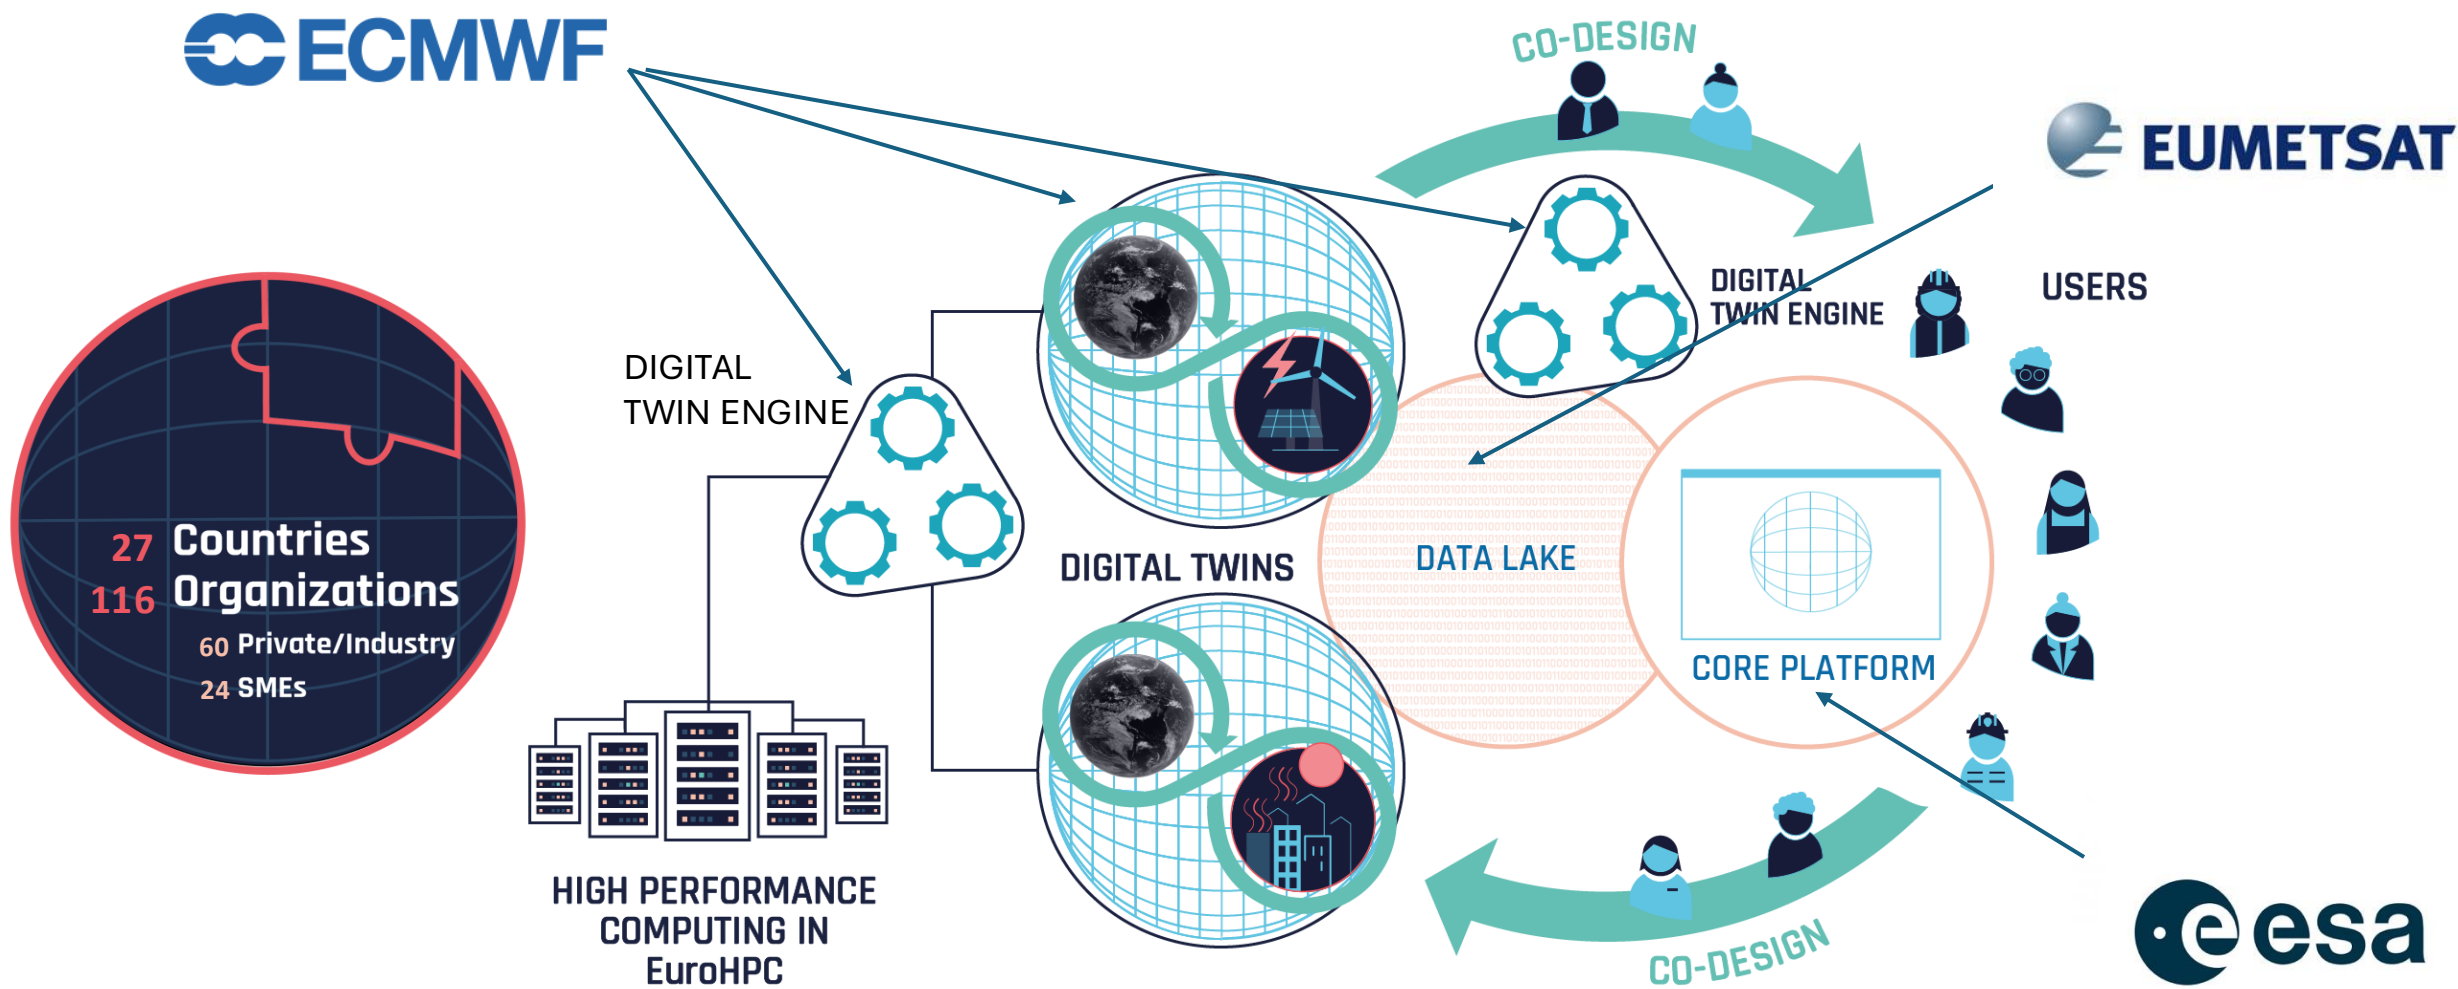 ECMWF
CO-DESIGN
EUMETSAT
DIGITAL
TWIN ENGINE
USERS
DIGITAL
TWIN ENGINE
27 Countries
116 Organizations
60 Private/Industry
24 SMEs
DIGITAL TWINS
DATA LAKE
CORE PLATFORM
HIGH PERFORMANCE
COMPUTING IN
EuroHPC
CO-DESIGN
esa